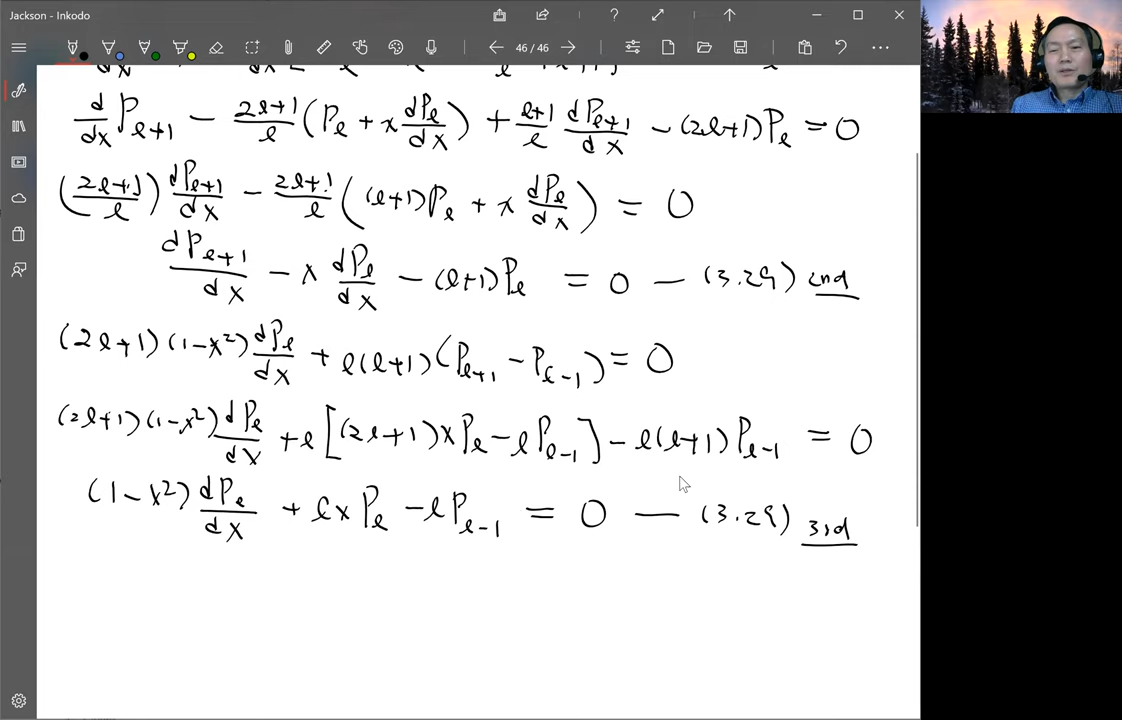 Jackson - Inkodo
46 / 46
d/dx P_{ℓ+1} − (2ℓ+1)/ℓ (P_ℓ + x dP_ℓ/dx) + (ℓ+1)/ℓ dP_{ℓ+1}/dx − (2ℓ+1)P_ℓ = 0
((2ℓ+1)/ℓ) dP_{ℓ+1}/dx − (2ℓ+1)/ℓ ((ℓ+1)P_ℓ + x dP_ℓ/dx) = 0
dP_{ℓ+1}/dx − x dP_ℓ/dx − (ℓ+1)P_ℓ = 0 — (3.29) 2nd
(2ℓ+1)(1−x²) dP_ℓ/dx + ℓ(ℓ+1)(P_{ℓ+1} − P_{ℓ−1}) = 0
(2ℓ+1)(1−x²) dP_ℓ/dx + ℓ[(2ℓ+1)xP_ℓ − ℓP_{ℓ−1}] − ℓ(ℓ+1)P_{ℓ−1} = 0
(1−x²) dP_ℓ/dx + ℓxP_ℓ − ℓP_{ℓ−1} = 0 — (3.29) 3rd